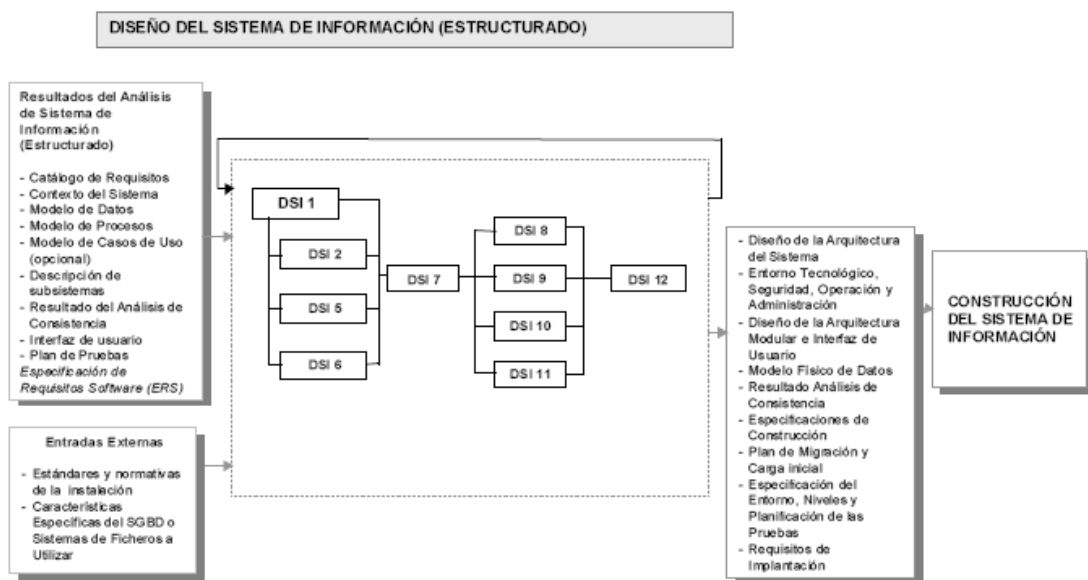 DISEÑO DEL SISTEMA DE INFORMACIÓN (ESTRUCTURADO)
Resultados del Análisis
de Sistema de
Información
(Estructurado)
- Catálogo de Requisitos
- Contexto del Sistema
- Modelo de Datos
- Modelo de Procesos
- Modelo de Casos de Uso
(opcional)
- Descripción de
subsistemas
- Resultado del Análisis de
Consistencia
- Interfaz de usuario
- Plan de Pruebas
Especificación de
Requisitos Software (ERS)
Entradas Externas
- Estándares y normativas
de la instalación
- Características
Específicas del SGBD o
Sistemas de Ficheros a
Utilizar
DSI 1
DSI 2
DSI 5
DSI 6
DSI 7
DSI 8
DSI 9
DSI 10
DSI 11
DSI 12
- Diseño de la Arquitectura
del Sistema
- Entorno Tecnológico,
Seguridad, Operación y
Administración
- Diseño de la Arquitectura
Modular e Interfaz de
Usuario
- Modelo Físico de Datos
- Resultado Análisis de
Consistencia
- Especificaciones de
Construcción
- Plan de Migración y
Carga inicial
- Especificación del
Entorno, Niveles y
Planificación de las
Pruebas
- Requisitos de
Implantación
CONSTRUCCIÓN
DEL SISTEMA DE
INFORMACIÓN